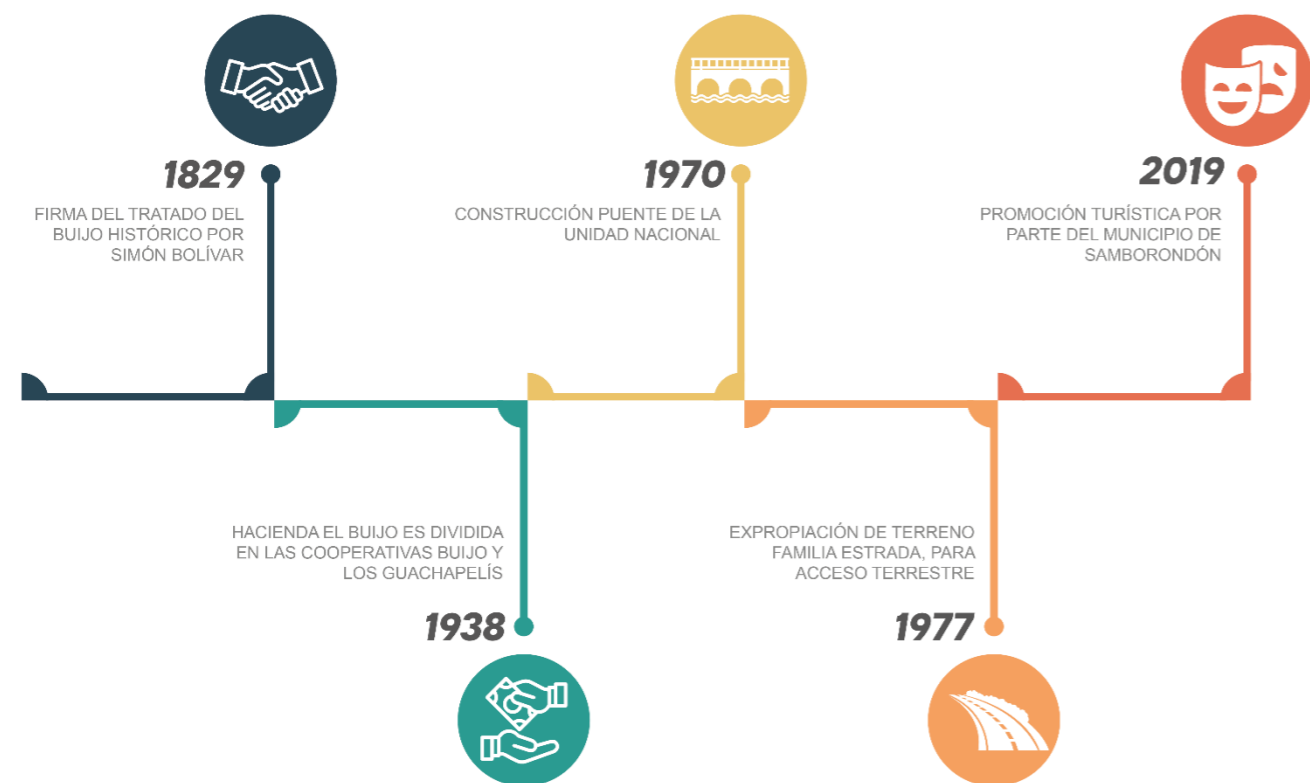 1829
FIRMA DEL TRATADO DEL
BUIJO HISTÓRICO POR
SIMÓN BOLÍVAR
1970
CONSTRUCCIÓN PUENTE DE LA
UNIDAD NACIONAL
2019
PROMOCIÓN TURÍSTICA POR
PARTE DEL MUNICIPIO DE
SAMBORONDÓN
HACIENDA EL BUIJO ES DIVIDIDA
EN LAS COOPERATIVAS BUIJO Y
LOS GUACHAPELÍS
1938
EXPROPIACIÓN DE TERRENO
FAMILIA ESTRADA, PARA
ACCESO TERRESTRE
1977